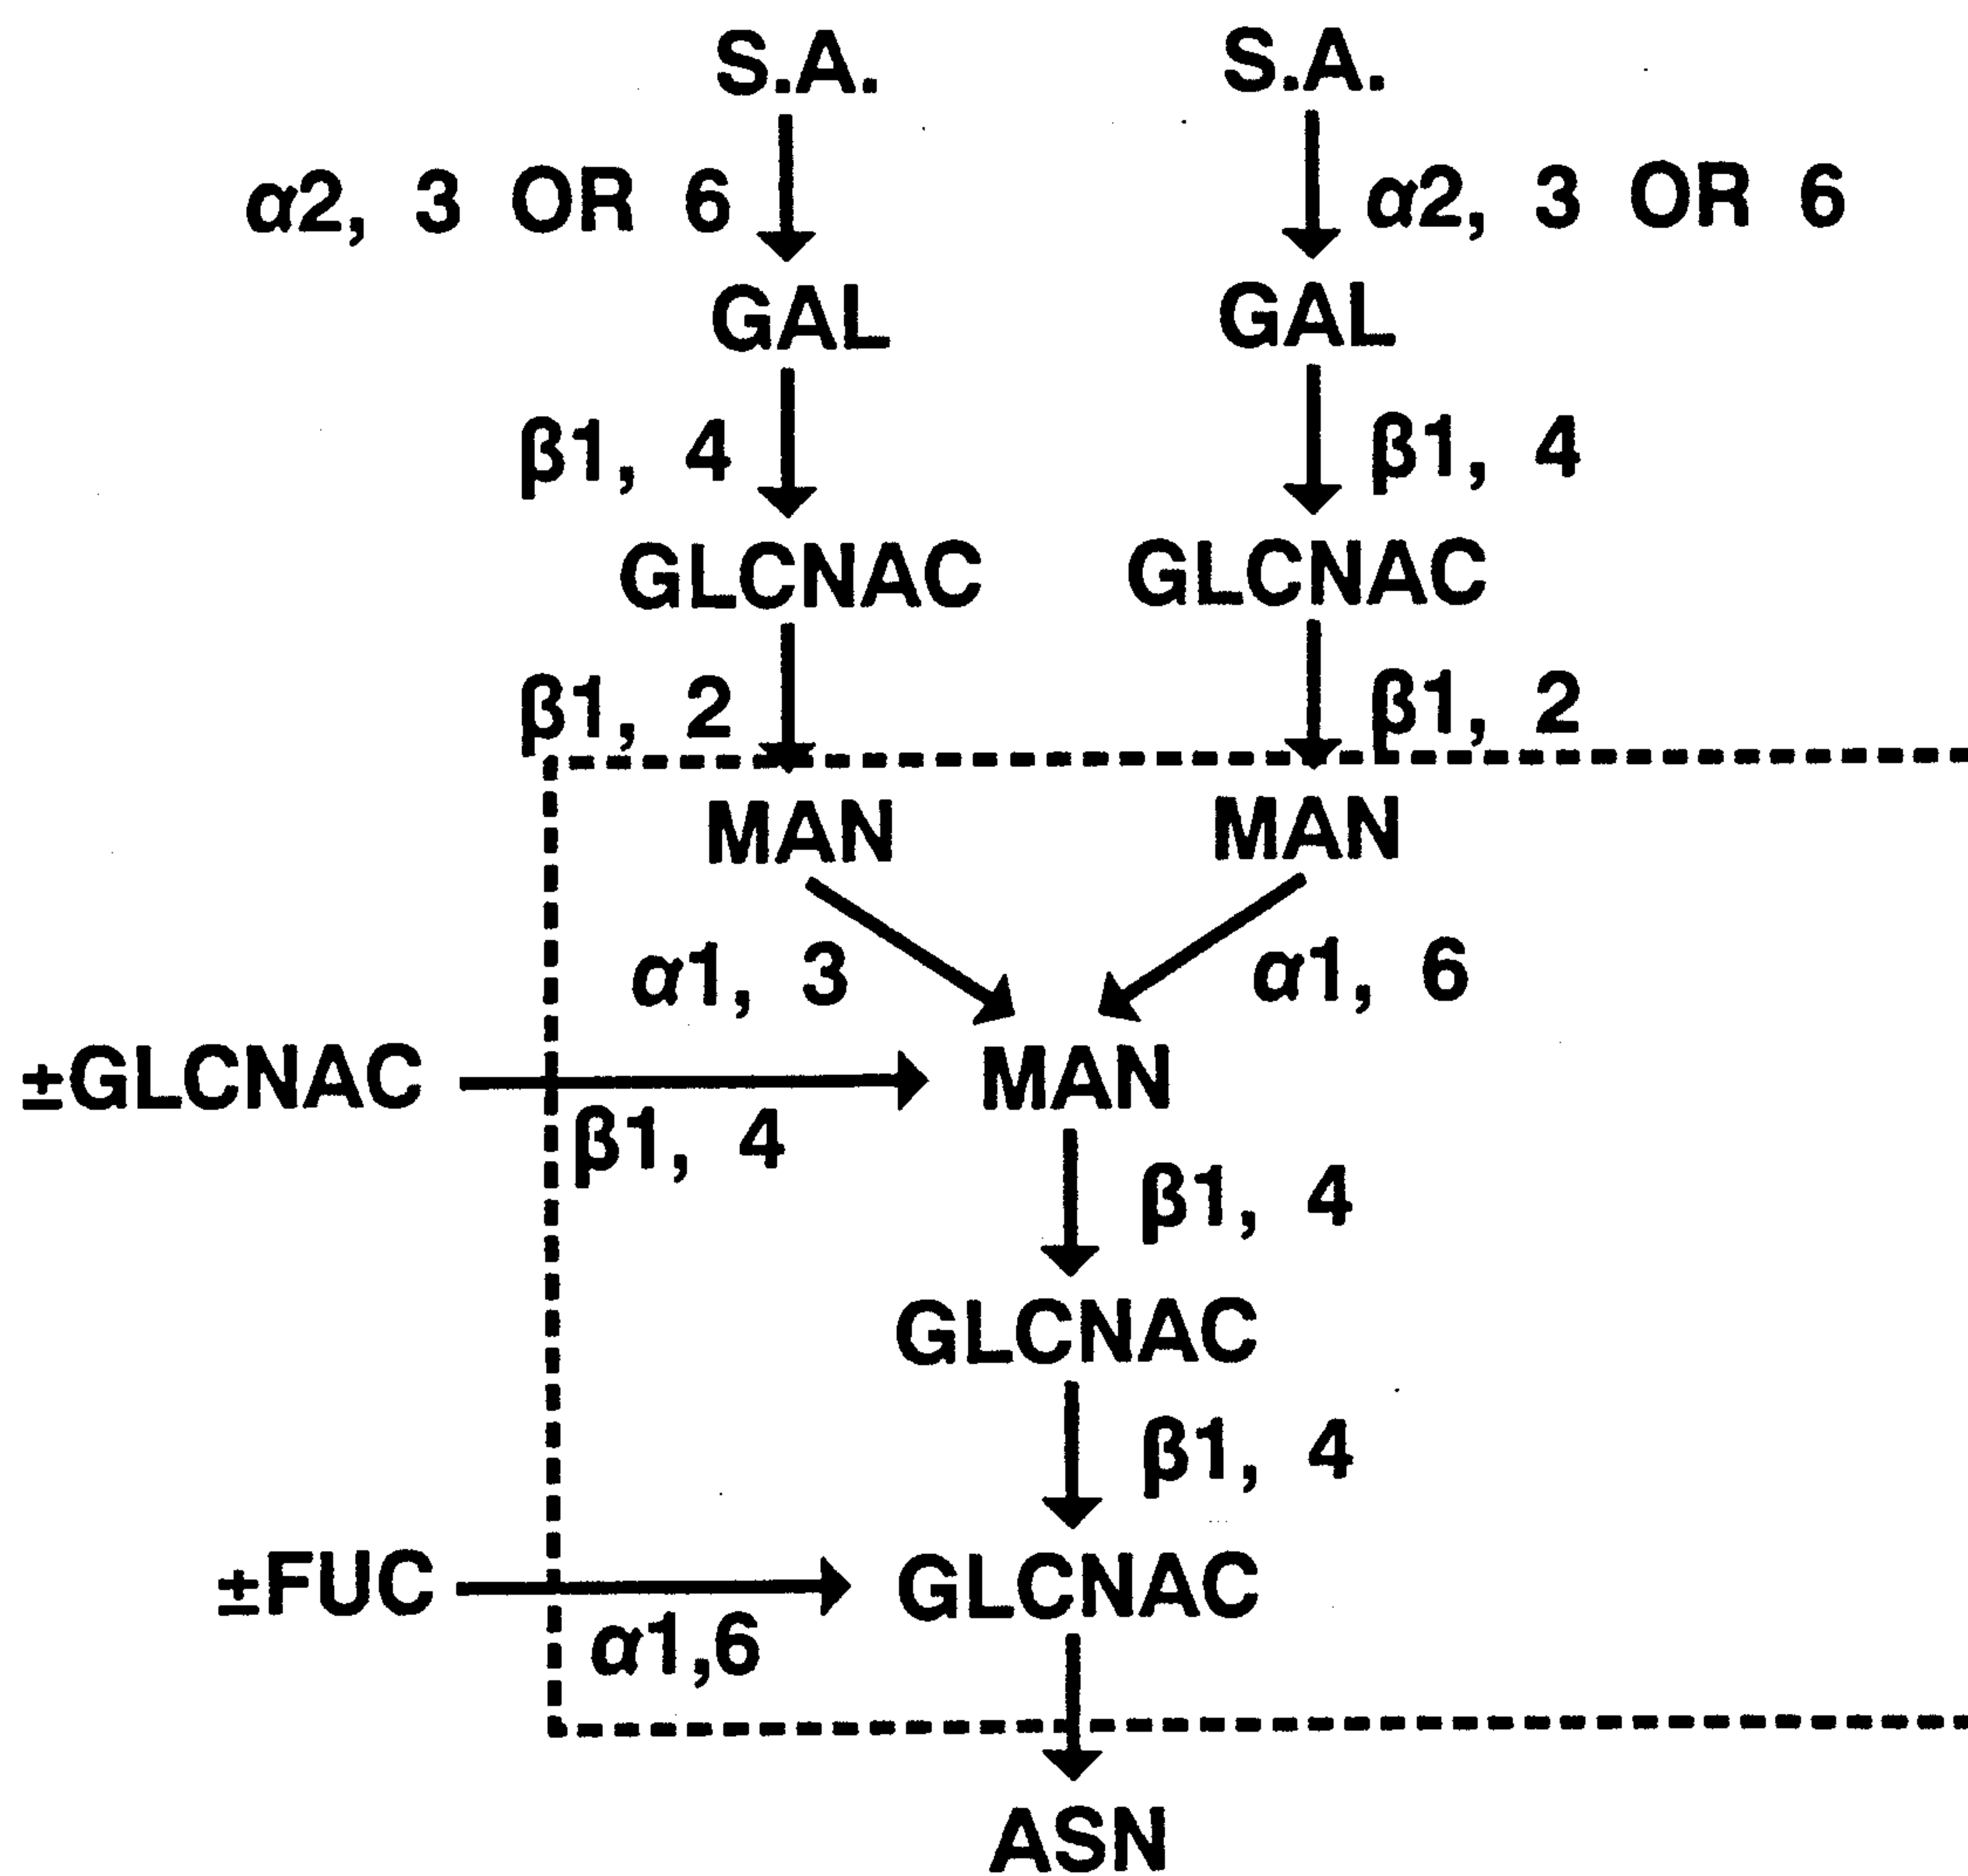 S.A. S.A.
α2, 3 OR 6 α2, 3 OR 6
GAL GAL
β1, 4 β1, 4
GLCNAC GLCNAC
β1, 2 β1, 2
MAN MAN
α1, 3 α1, 6
±GLCNAC MAN
β1, 4
β1, 4
GLCNAC
β1, 4
±FUC GLCNAC
α1,6
ASN